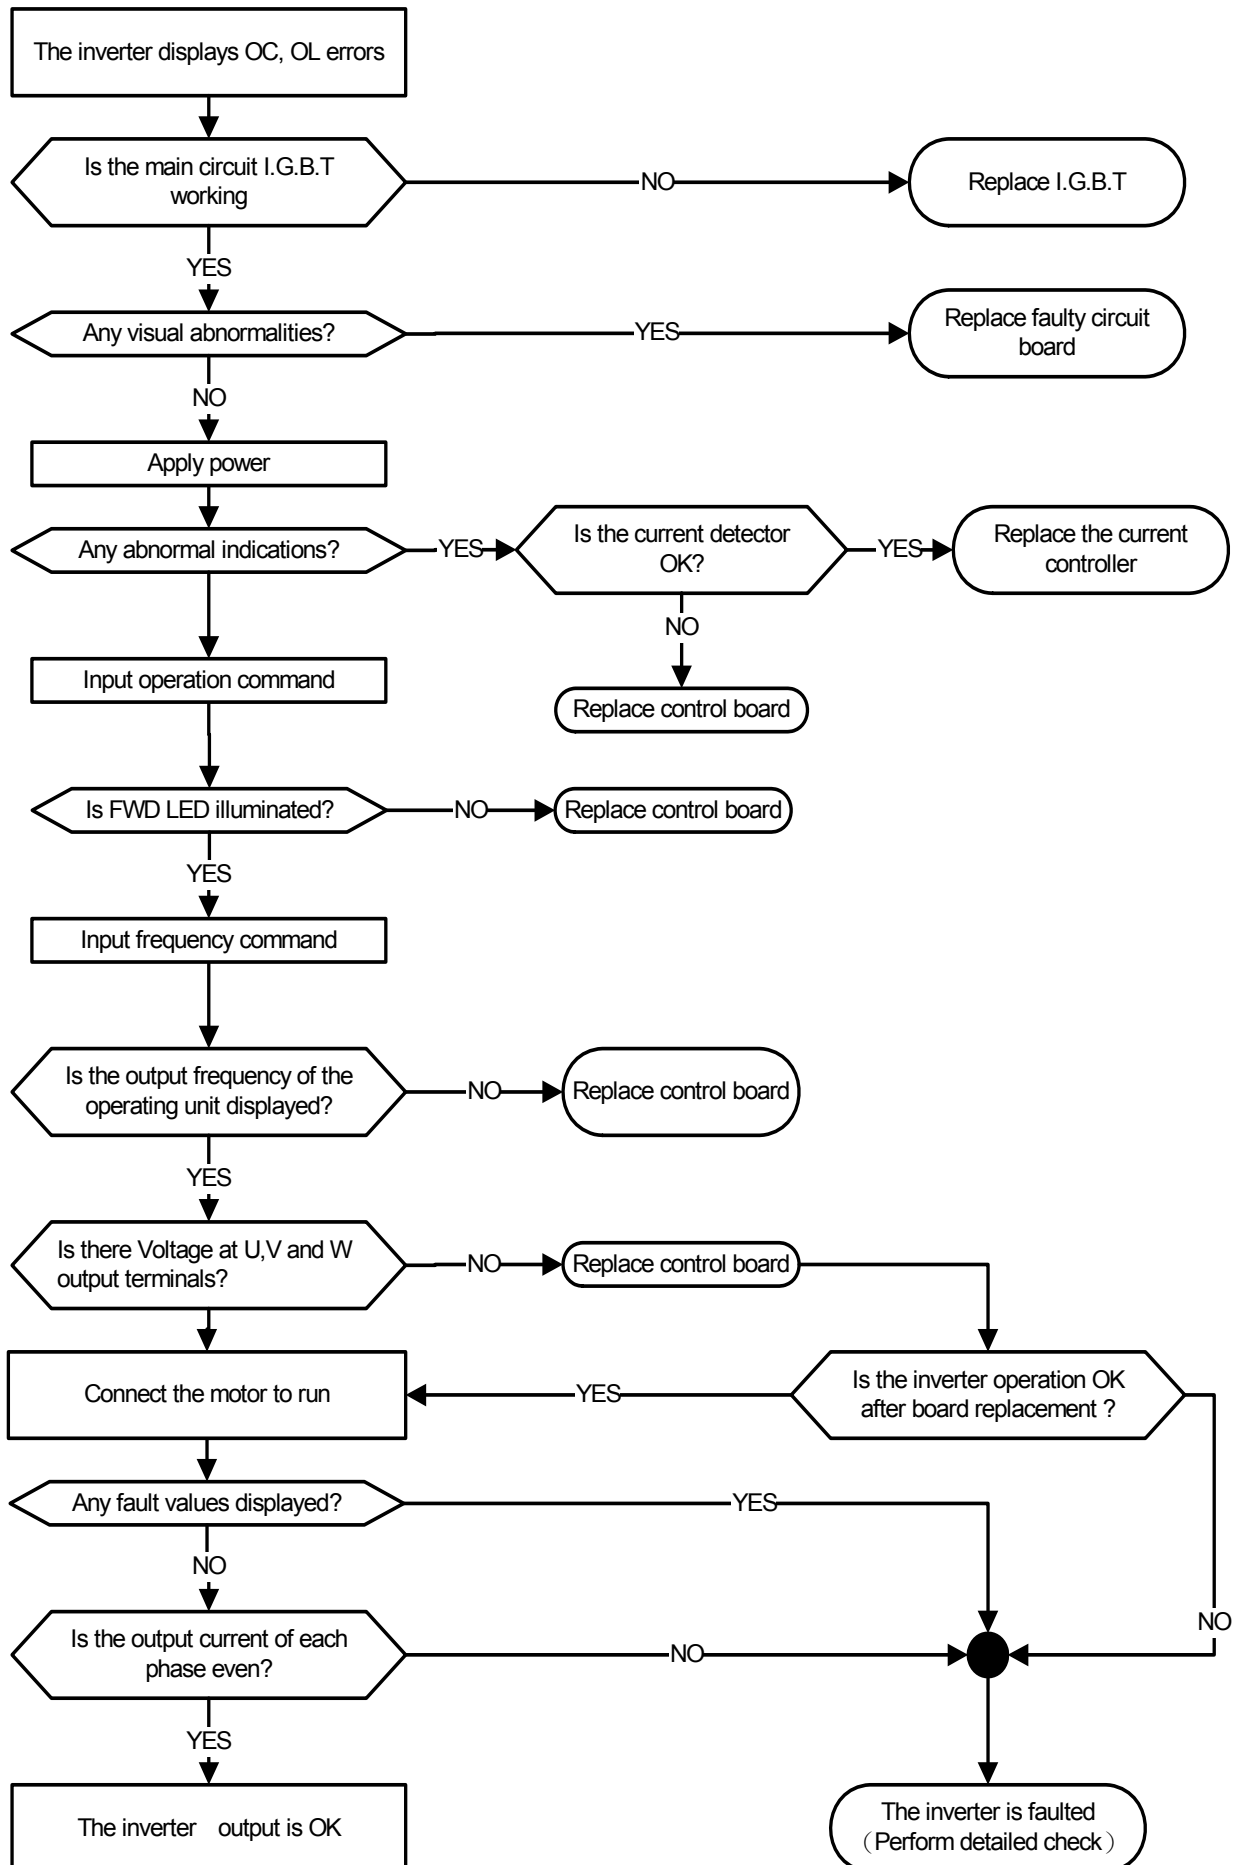 The inverter displays OC, OL errors
Is the main circuit I.G.B.T
working
NO
Replace I.G.B.T
YES
Any visual abnormalities?
YES
Replace faulty circuit
board
NO
Apply power
Any abnormal indications?
YES
Is the current detector
OK?
YES
Replace the current
controller
NO
Replace control board
Input operation command
Is FWD LED illuminated?
NO
Replace control board
YES
Input frequency command
Is the output frequency of the
operating unit displayed?
NO
Replace control board
YES
Is there Voltage at U,V and W
output terminals?
NO
Replace control board
Connect the motor to run
YES
Is the inverter operation OK
after board replacement ?
Any fault values displayed?
YES
NO
NO
Is the output current of each
phase even?
NO
YES
The inverter output is OK
The inverter is faulted
（Perform detailed check）